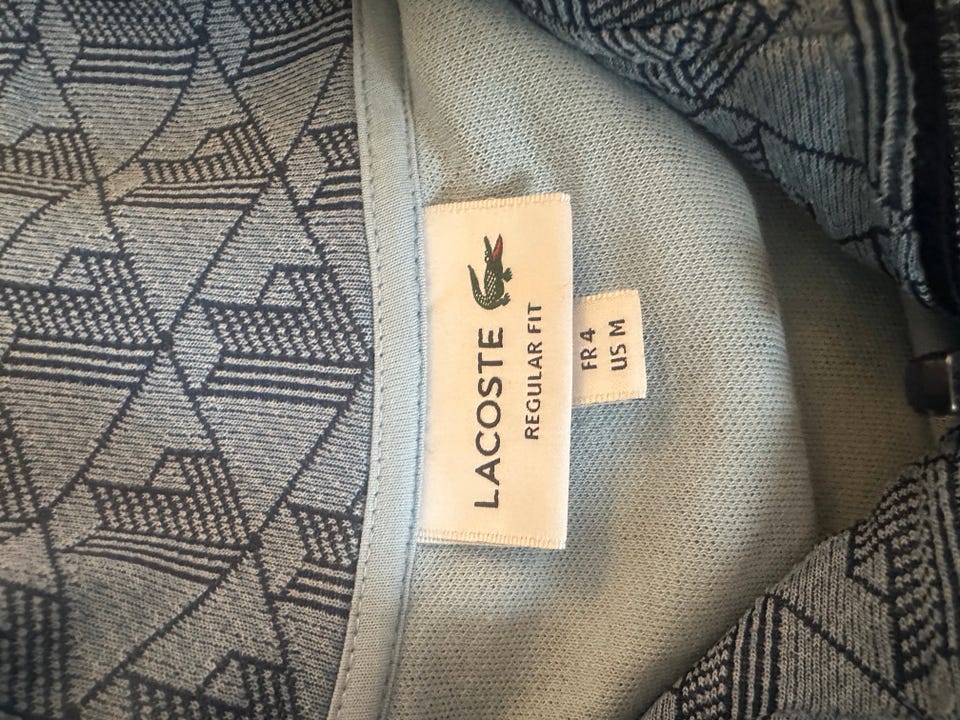 LACOSTE
REGULAR FIT
FR 4
US M